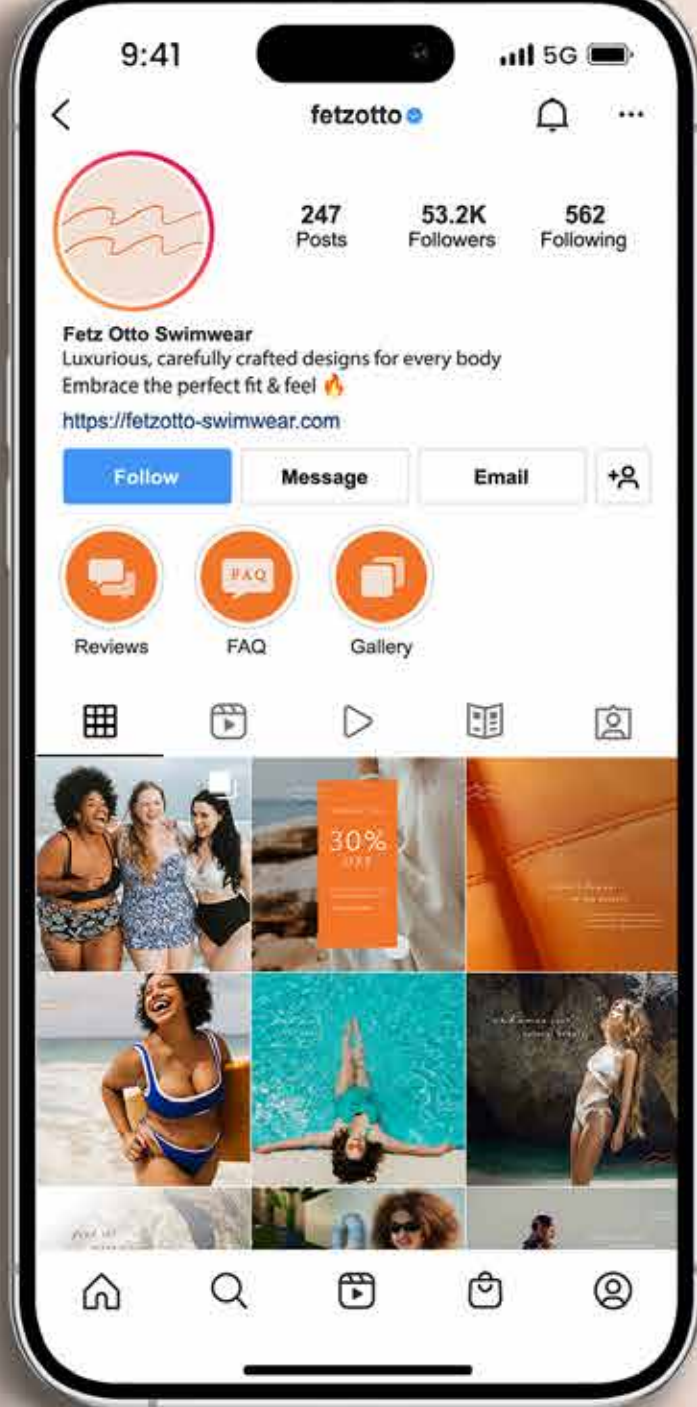 9:41
5G
fetzotto
247
Posts
53.2K
Followers
562
Following
Fetz Otto Swimwear
Luxurious, carefully crafted designs for every body
Embrace the perfect fit & feel 🔥
https://fetzotto-swimwear.com
Follow
Message
Email
FAQ
Reviews
FAQ
Gallery
30%
OFF